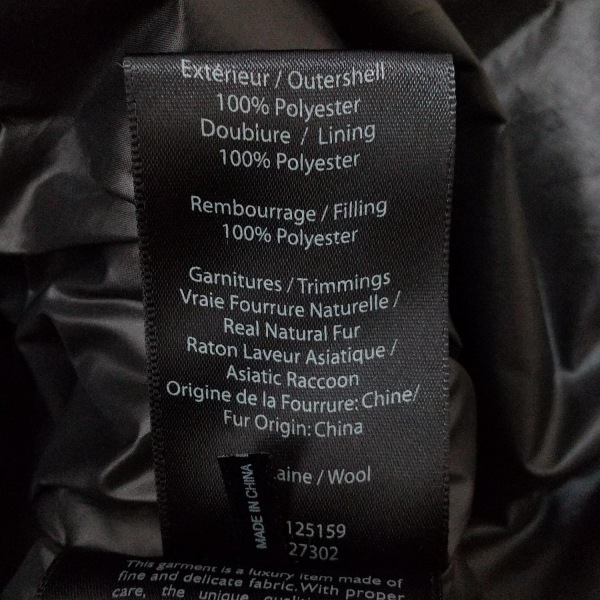 Extérieur / Outershell
100% Polyester
Doubiure / Lining
100% Polyester
Rembourrage / Filling
100% Polyester
Garnitures / Trimmings
Vraie Fourrure Naturelle /
Real Natural Fur
Raton Laveur Asiatique /
Asiatic Raccoon
Origine de la Fourrure: Chine/
Fur Origin: China
aine / Wool
MADE IN CHINA
125159
27302
This garment is a luxury item made of
fine and delicate fabric. With proper
care, the unique